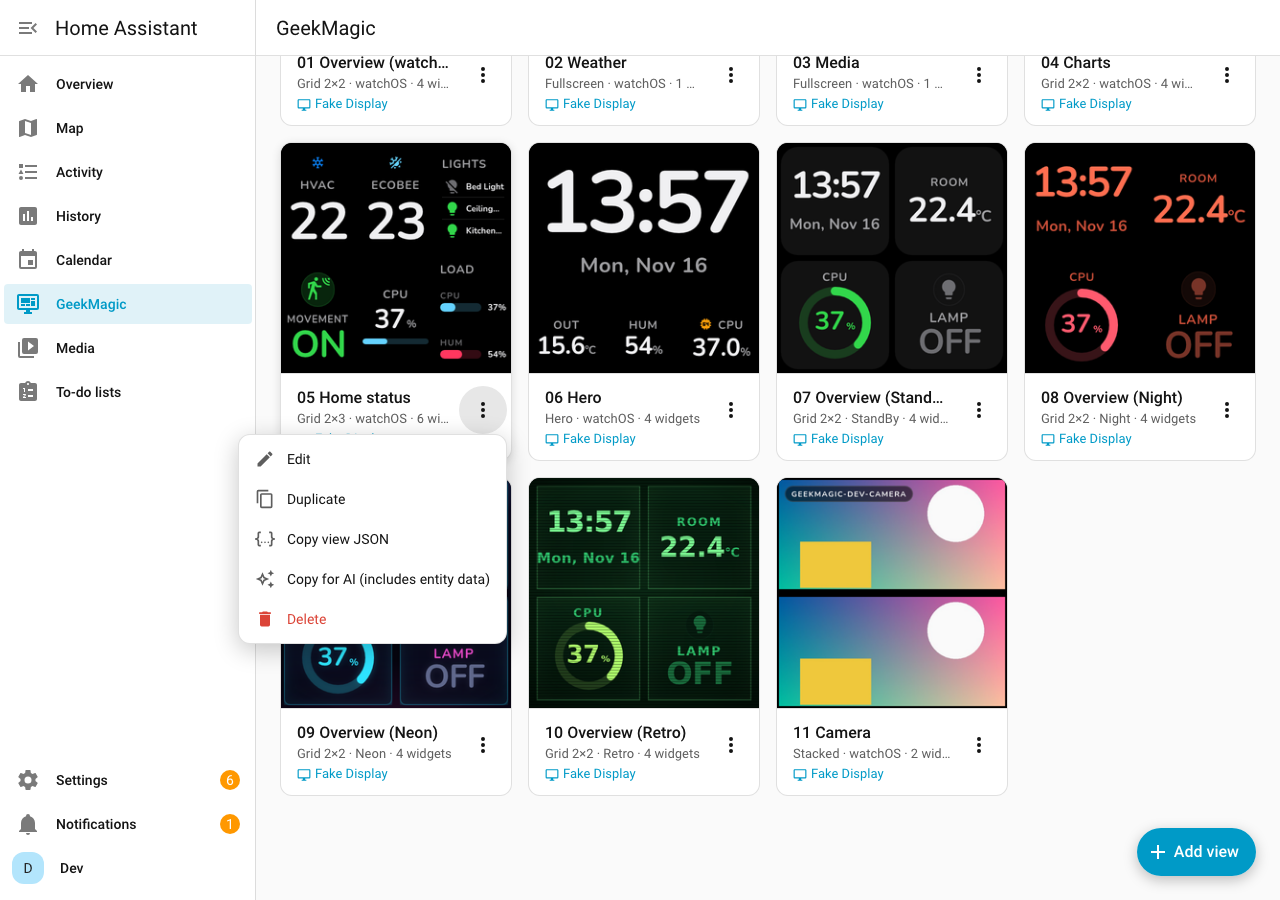 Home Assistant
GeekMagic
Overview
Map
Activity
History
Calendar
GeekMagic
Media
To-do lists
Settings
6
Notifications
1
D
Dev
01 Overview (watch...
Grid 2×2 · watchOS · 4 wi...
Fake Display
02 Weather
Fullscreen · watchOS · 1 ...
Fake Display
03 Media
Fullscreen · watchOS · 1 ...
Fake Display
04 Charts
Grid 2×2 · watchOS · 4 wi...
Fake Display
HVAC
22
ECOBEE
23
LIGHTS
Bed Light
Ceiling...
Kitchen...
MOVEMENT
ON
CPU
37%
LOAD
CPU
37%
HUM
54%
05 Home status
Grid 2×3 · watchOS · 6 wi...
13:57
Mon, Nov 16
OUT
15.6°C
HUM
54%
CPU
37.0%
06 Hero
Hero · watchOS · 4 widgets
Fake Display
13:57
Mon, Nov 16
ROOM
22.4°C
CPU
37%
LAMP
OFF
07 Overview (Stand...
Grid 2×2 · StandBy · 4 wid...
Fake Display
13:57
Mon, Nov 16
ROOM
22.4°C
CPU
37%
LAMP
OFF
08 Overview (Night)
Grid 2×2 · Night · 4 widgets
Fake Display
Edit
Duplicate
{...}
Copy view JSON
Copy for AI (includes entity data)
Delete
37%
LAMP
OFF
09 Overview (Neon)
Grid 2×2 · Neon · 4 widgets
Fake Display
13:57
Mon, Nov 16
ROOM
22.4°C
CPU
37%
LAMP
OFF
10 Overview (Retro)
Grid 2×2 · Retro · 4 widgets
Fake Display
GEEKMAGIC-DEV-CAMERA
11 Camera
Stacked · watchOS · 2 wid...
Fake Display
Add view